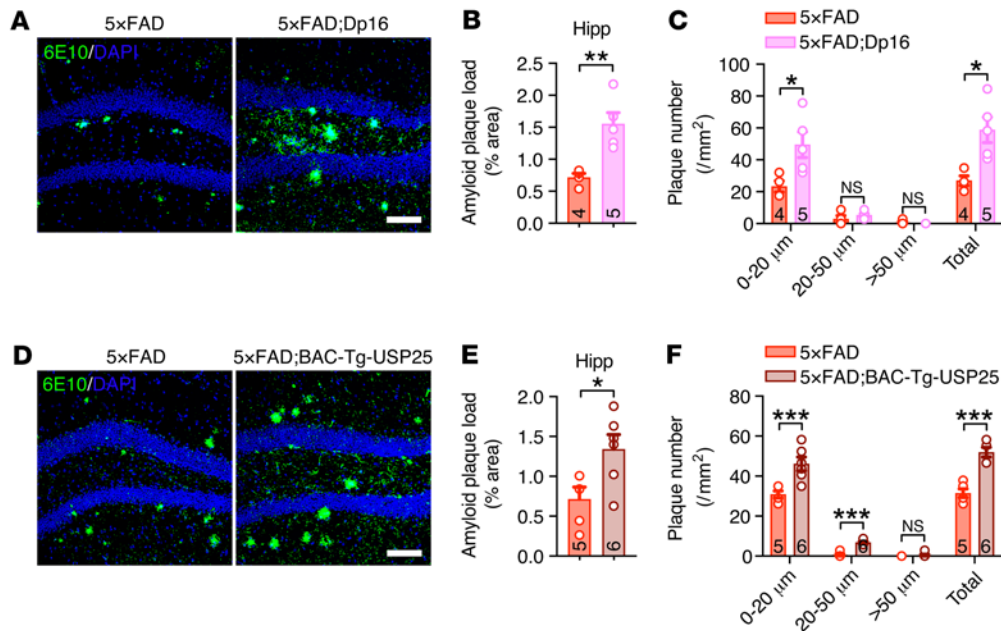 A
5×FAD
5×FAD;Dp16
6E10/DAPI
B
Hipp
**
Amyloid plaque load
(% area)
2.5
2.0
1.5
1.0
0.5
0.0
4
5
C
5×FAD
5×FAD;Dp16
Plaque number
(/mm²)
100
80
60
40
20
0
*
NS
NS
*
4
5
4
5
0-20 μm
20-50 μm
>50 μm
Total
D
5×FAD
5×FAD;BAC-Tg-USP25
6E10/DAPI
E
Hipp
*
Amyloid plaque load
(% area)
2.0
1.5
1.0
0.5
0.0
5
6
F
5×FAD
5×FAD;BAC-Tg-USP25
Plaque number
(/mm²)
80
60
40
20
0
***
***
NS
***
5
6
6
5
6
0-20 μm
20-50 μm
>50 μm
Total